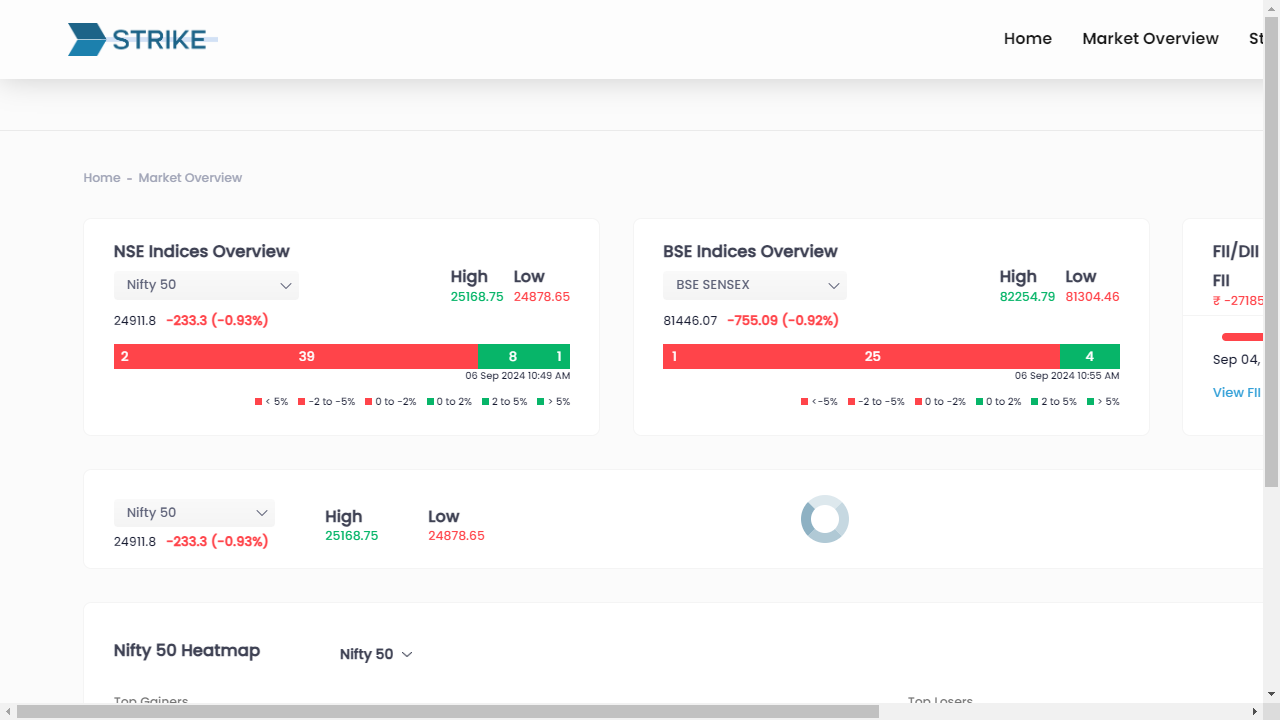 STRIKE
Home Market Overview St
Home - Market Overview
NSE Indices Overview
Nifty 50
High Low
25168.75 24878.65
24911.8 -233.3 (-0.93%)
2 39 8 1
06 Sep 2024 10:49 AM
< 5% -2 to -5% 0 to -2% 0 to 2% 2 to 5% > 5%
BSE Indices Overview
BSE SENSEX
High Low
82254.79 81304.46
81446.07 -755.09 (-0.92%)
1 25 4
06 Sep 2024 10:55 AM
<-5% -2 to -5% 0 to -2% 0 to 2% 2 to 5% > 5%
FII/DII
FII
₹ -27185
Sep 04,
View FII
Nifty 50
24911.8 -233.3 (-0.93%)
High Low
25168.75 24878.65
Nifty 50 Heatmap
Nifty 50
Top Gainers Top Losers